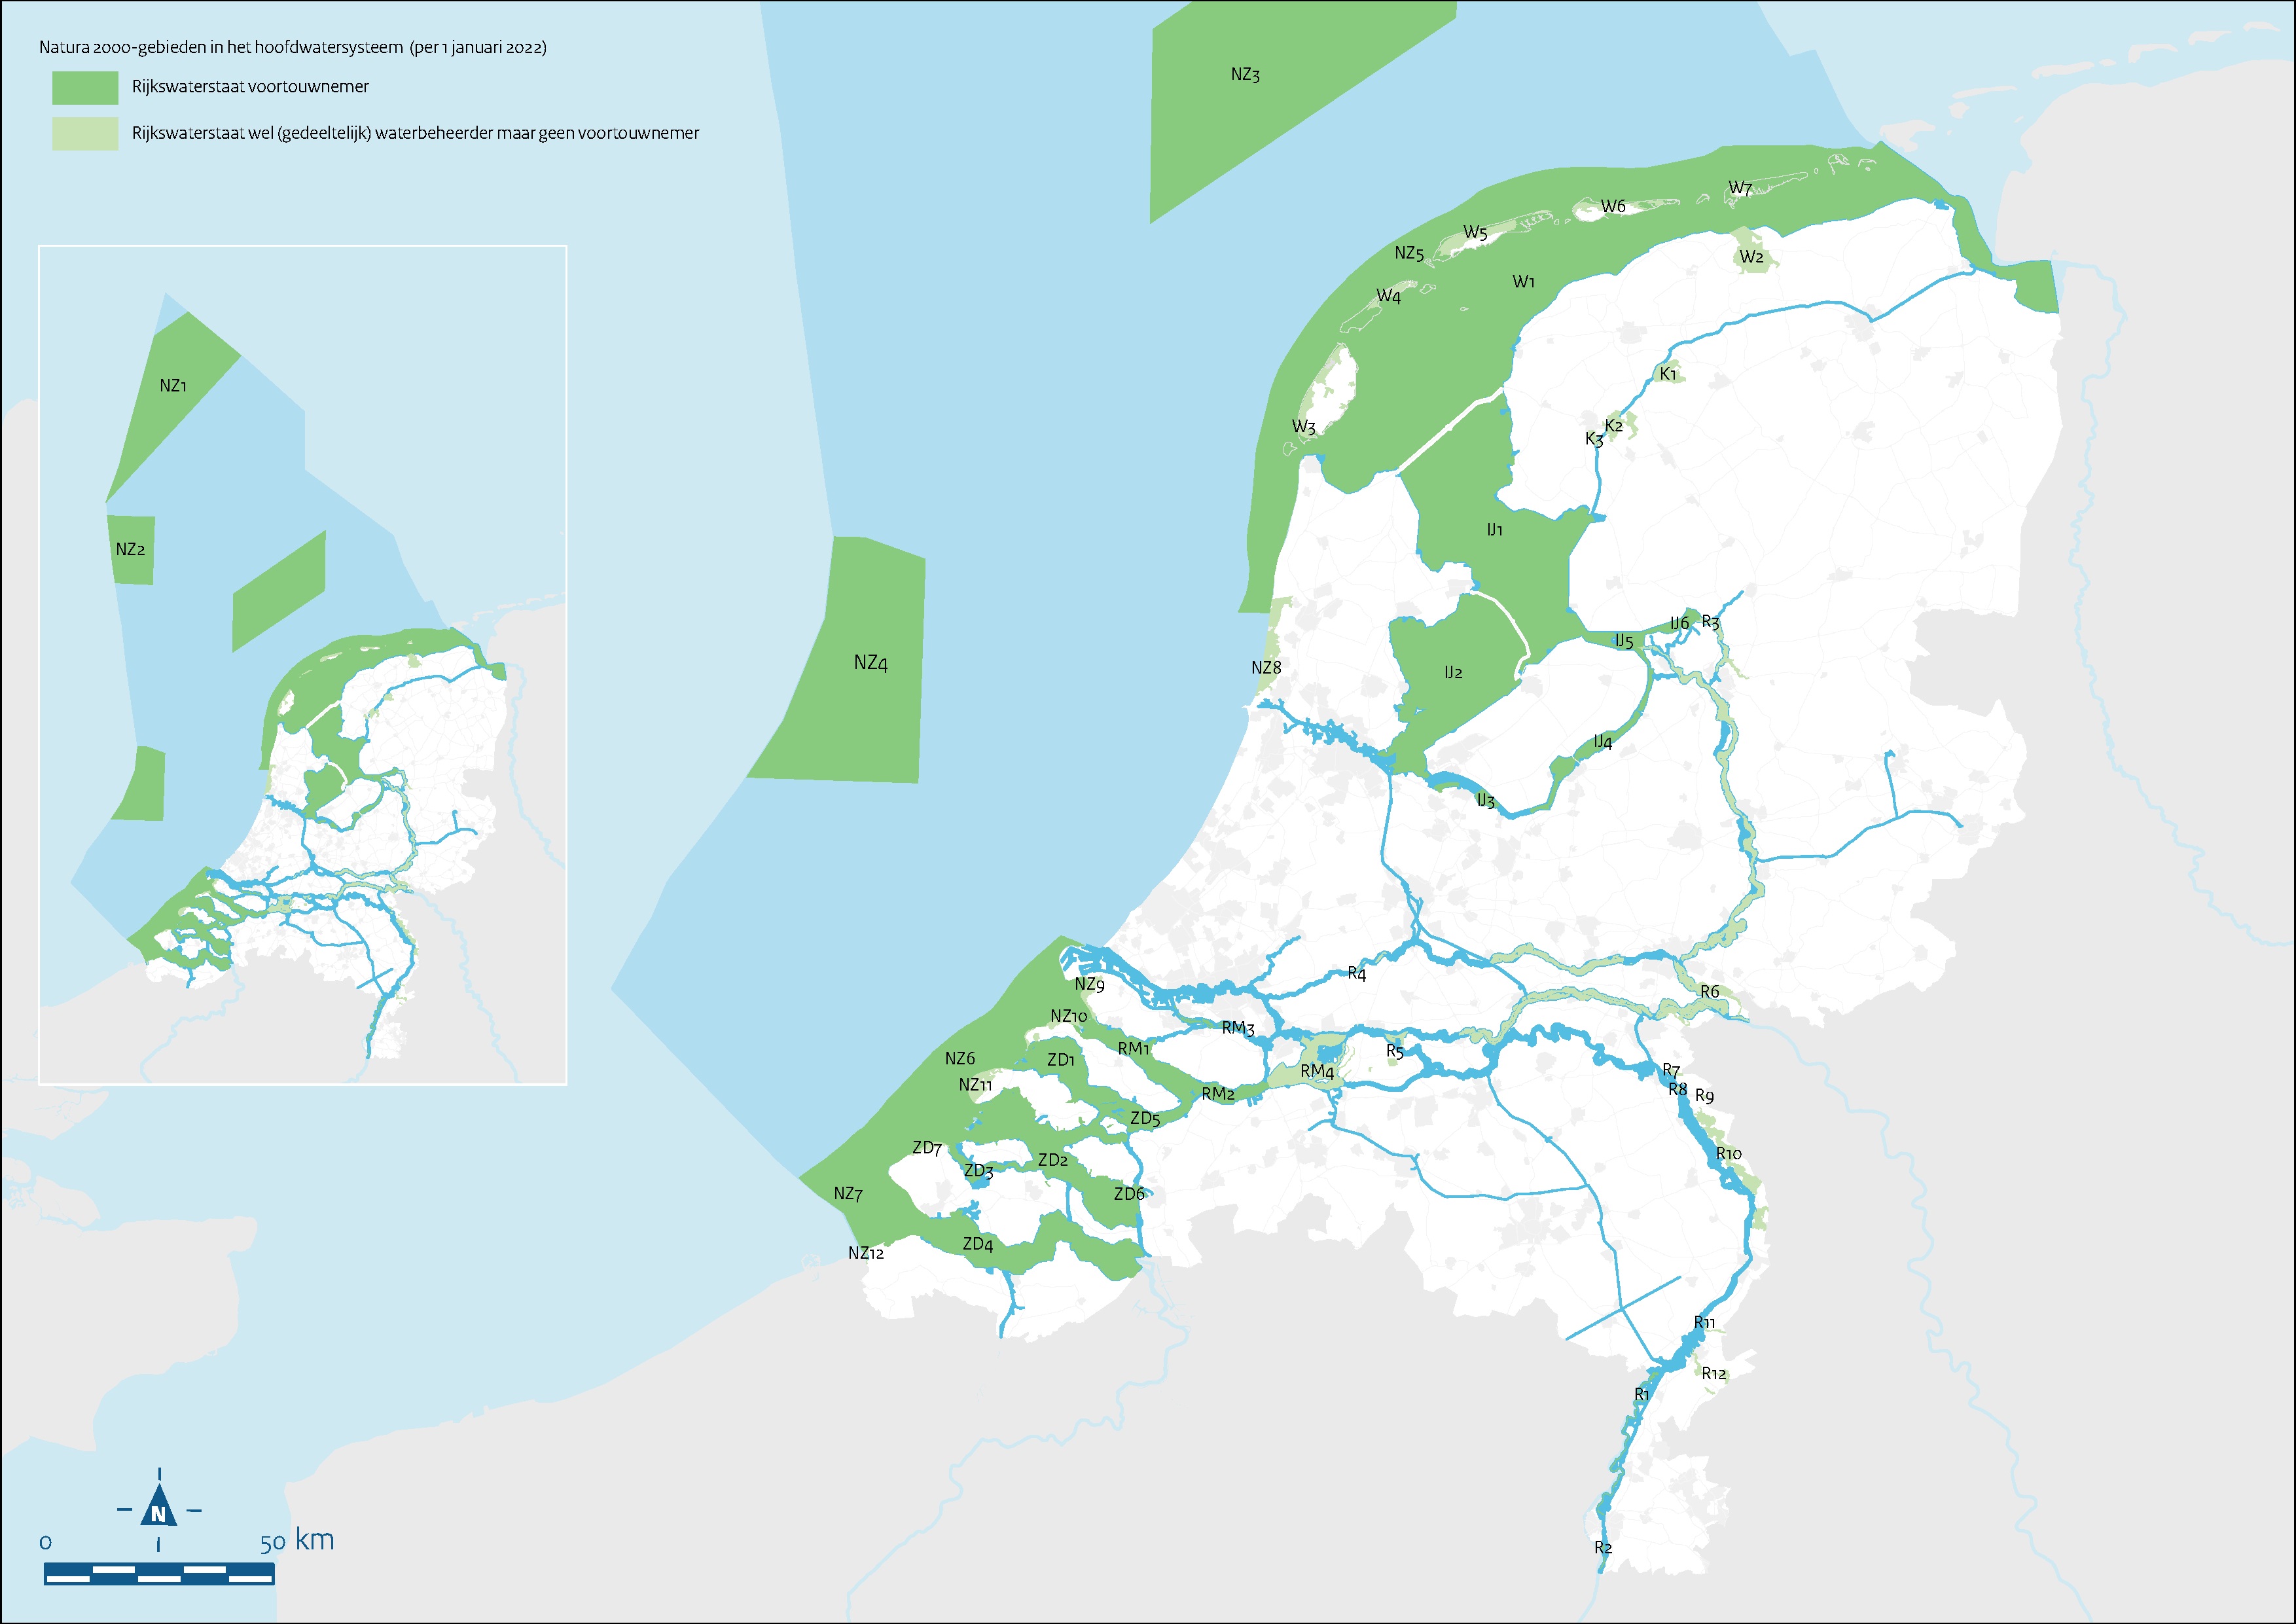 Natura 2000-gebieden in het hoofdwatersysteem (per 1 januari 2022)
Rijkswaterstaat voortouwnemer
Rijkswaterstaat wel (gedeeltelijk) waterbeheerder maar geen voortouwnemer
NZ3
W7
W6
W5
NZ5
W2
W1
W4
K1
NZ1
W3
K2
K3
IJ1
NZ2
IJ6
R3
IJ5
NZ4
NZ8
IJ2
IJ4
IJ3
R4
NZ9
R6
NZ10
RM3
RM1
R5
NZ6
ZD1
RM4
R7
NZ11
R8
RM2
R9
ZD5
ZD7
R10
ZD2
ZD3
NZ7
ZD6
ZD4
NZ12
R11
R12
R1
N
0
50 km
R2